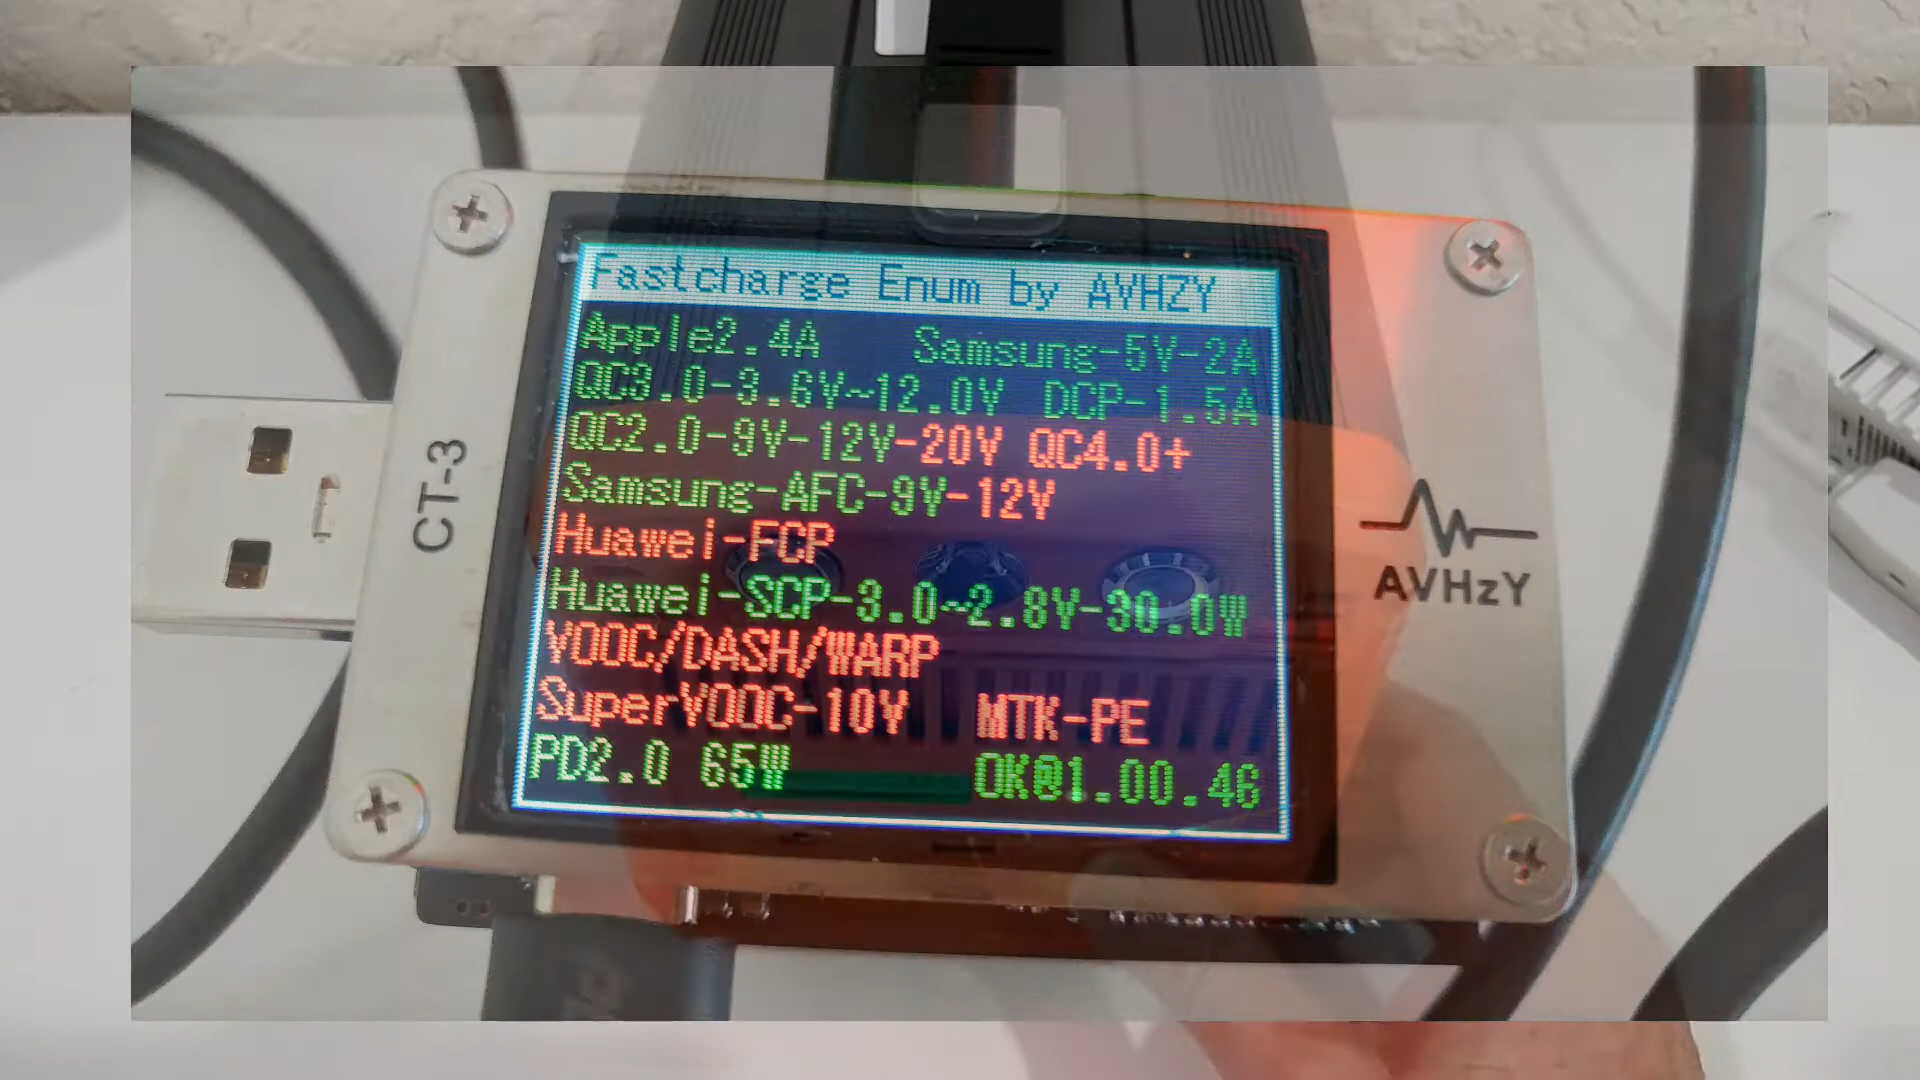 Fastcharge Enum by AVHZY
Apple2.4A Samsung-5V-2A
QC3.0-3.6V~12.0V DCP-1.5A
QC2.0-9V-12V-20V QC4.0+
Samsung-AFC-9V-12V
Huawei-FCP
Huawei-SCP-3.0~2.8V-30.0W
VOOC/DASH/WARP
SuperVOOC-10V MTK-PE
PD2.0 65W OK@1.00.46
CT-3
AVHzY